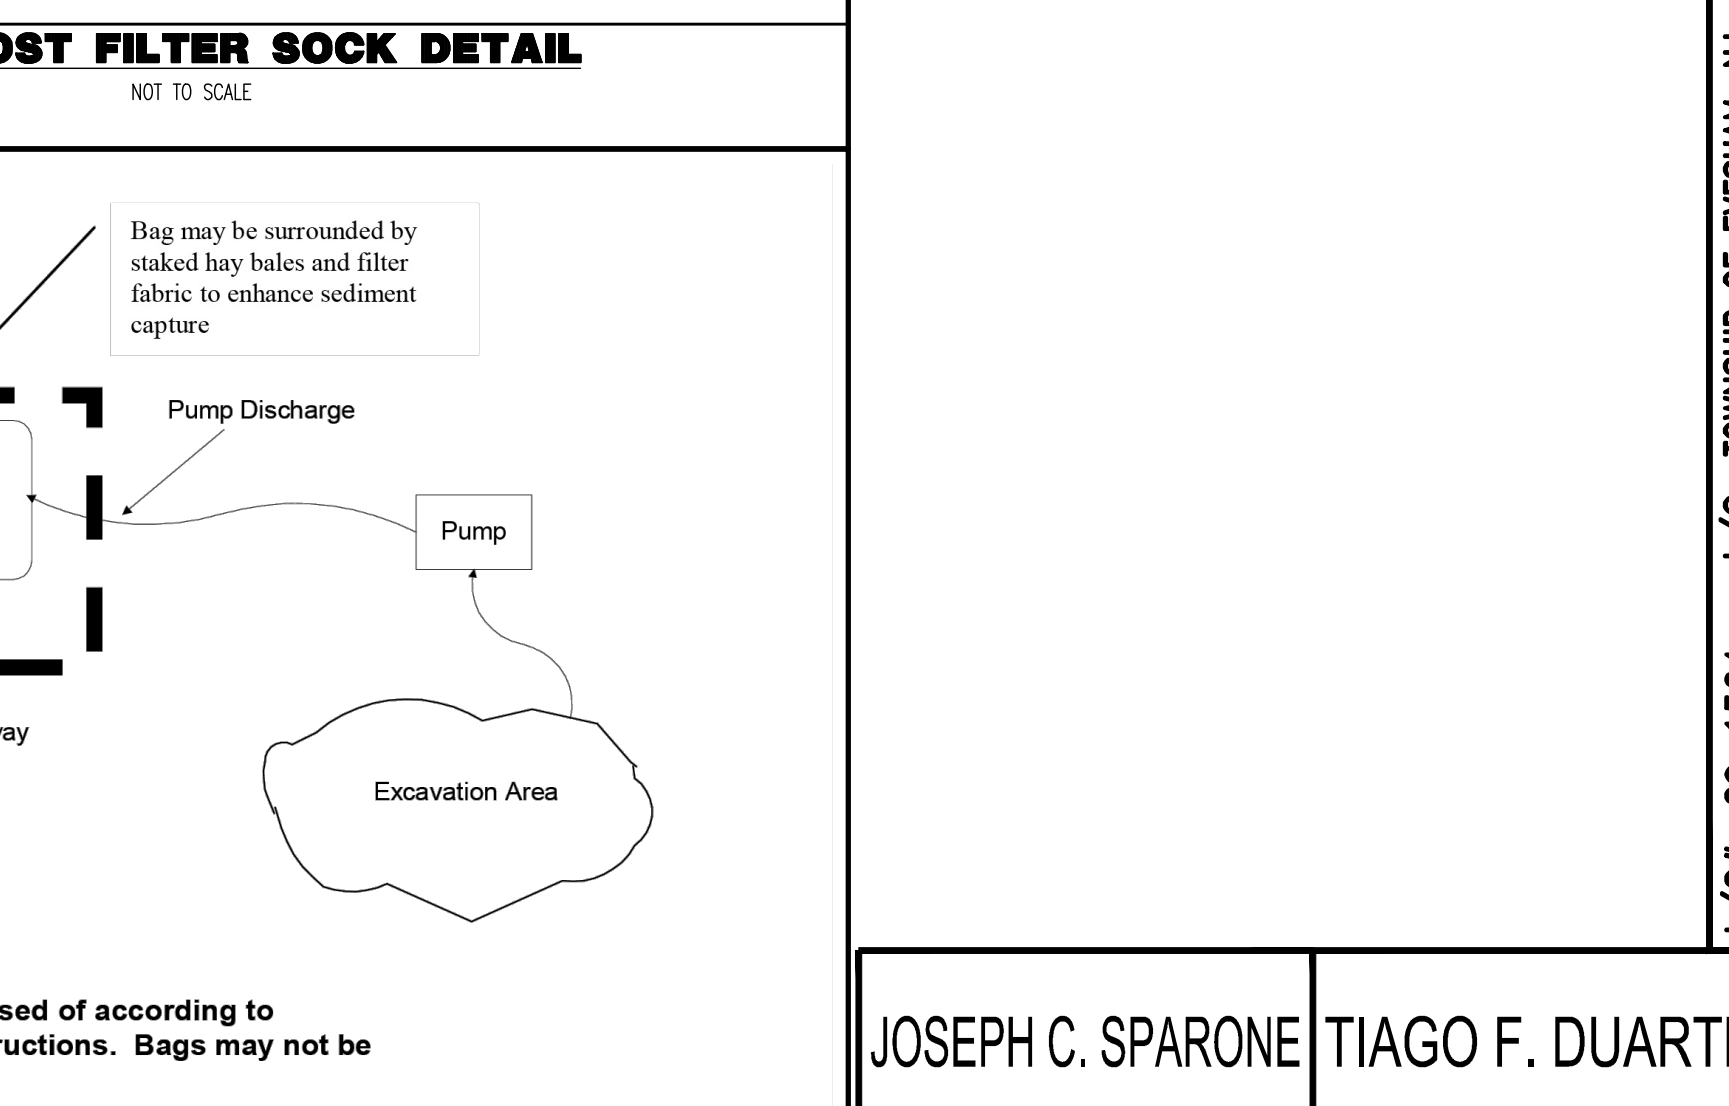 OST FILTER SOCK DETAIL
NOT TO SCALE
Bag may be surrounded by
staked hay bales and filter
fabric to enhance sediment
capture
Pump Discharge
Pump
Excavation Area
sed of according to
ructions. Bags may not be
JOSEPH C. SPARONE
TIAGO F. DUART